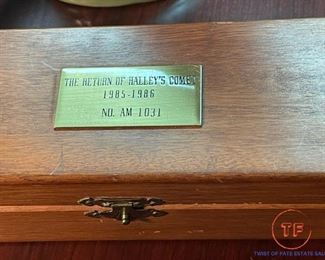 THE RETURN OF HALLEY'S COMET
1985-1986
NO. AM 1031
TF
TWIST OF FATE ESTATE SALES